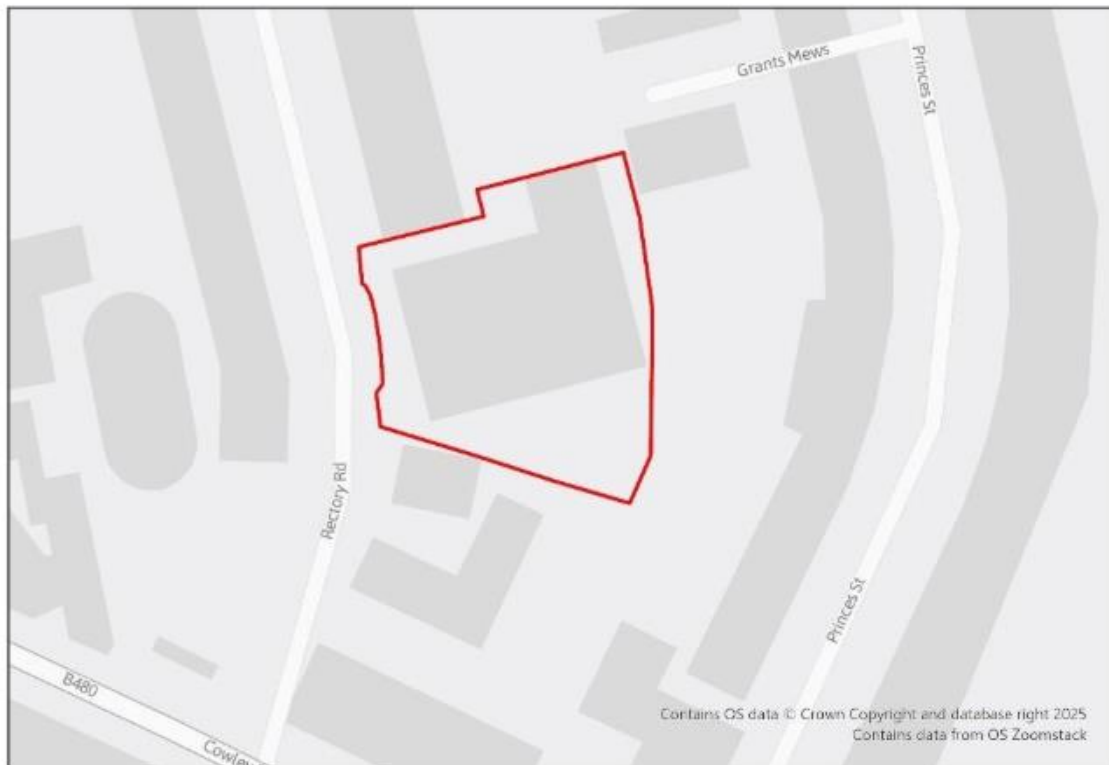 Grants Mews
Princes St
Rectory Rd
Princes St
B480
Cowley
Contains OS data © Crown Copyright and database right 2025
Contains data from OS Zoomstack